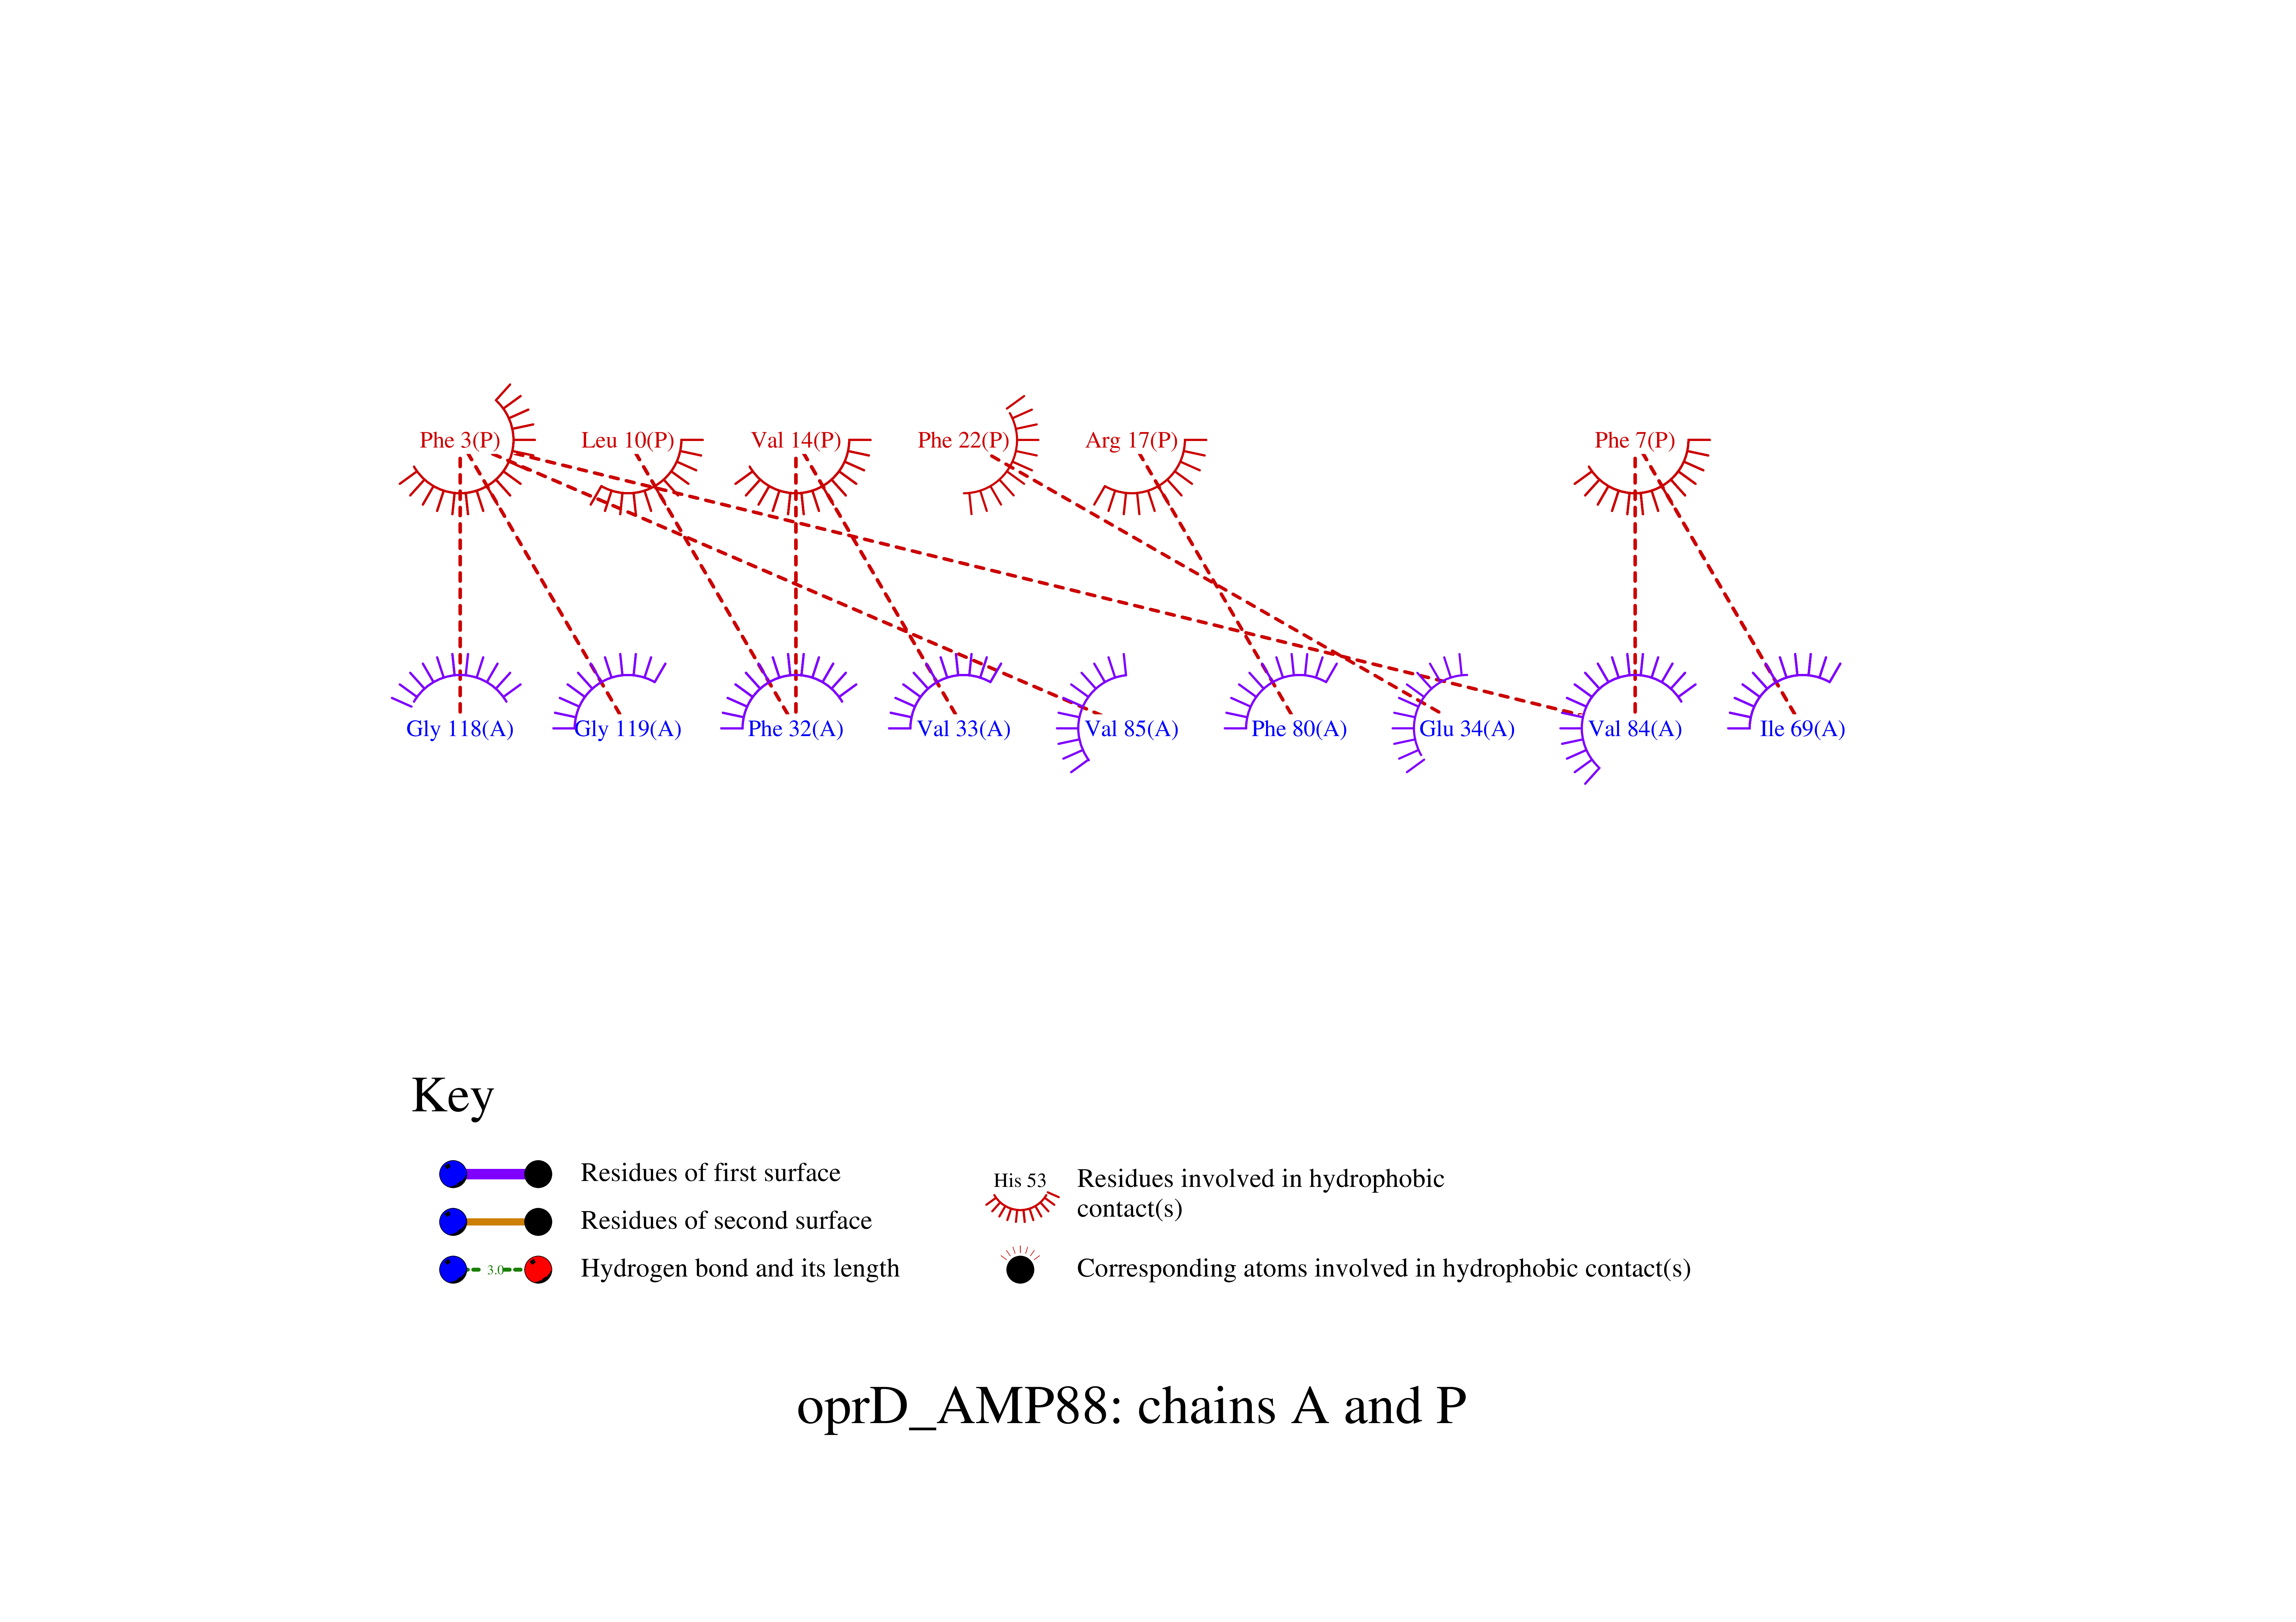 Phe 3(P) Leu 10(P) Val 14(P) Phe 22(P) Arg 17(P) Phe 7(P)
Gly 118(A) Gly 119(A) Phe 32(A) Val 33(A) Val 85(A) Phe 80(A) Glu 34(A) Val 84(A) Ile 69(A)
Key
Residues of first surface
Residues of second surface
3.0 Hydrogen bond and its length
His 53 Residues involved in hydrophobic
contact(s)
Corresponding atoms involved in hydrophobic contact(s)
oprD_AMP88: chains A and P